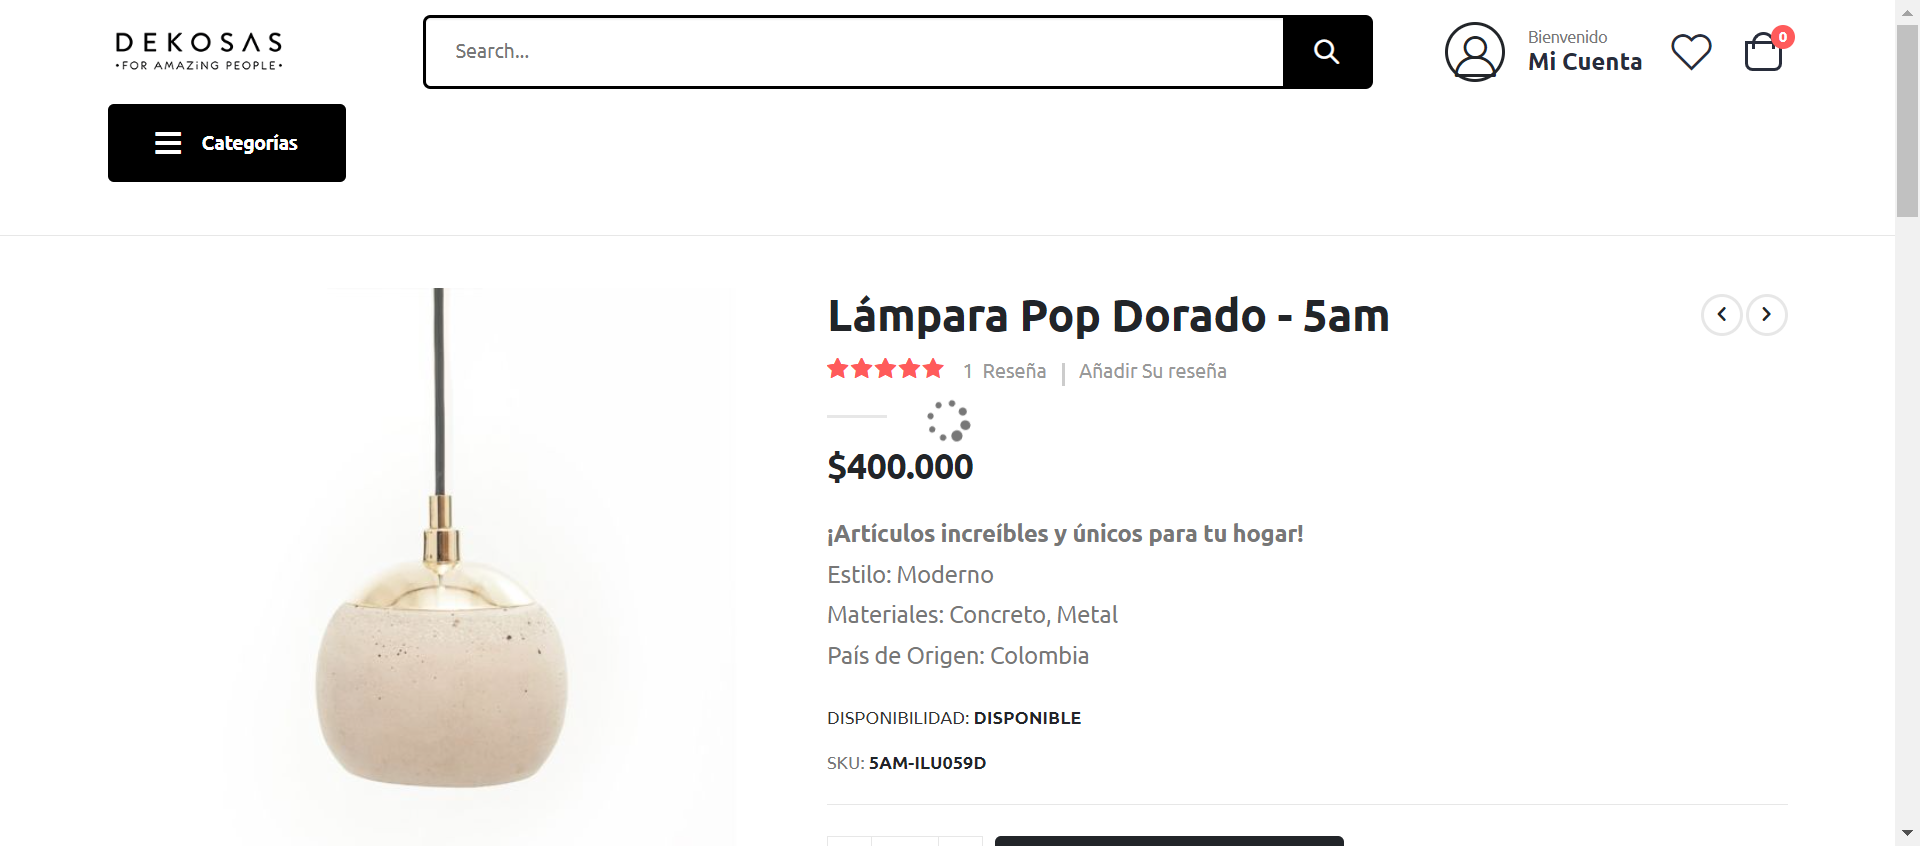 DEKOSAS
•FOR AMAZiNG PEOPLE•
Search...
Bienvenido
Mi Cuenta
0
Categorías
Lámpara Pop Dorado - 5am
1 Reseña | Añadir Su reseña
$400.000
¡Artículos increíbles y únicos para tu hogar!
Estilo: Moderno
Materiales: Concreto, Metal
País de Origen: Colombia
DISPONIBILIDAD: DISPONIBLE
SKU: 5AM-ILU059D